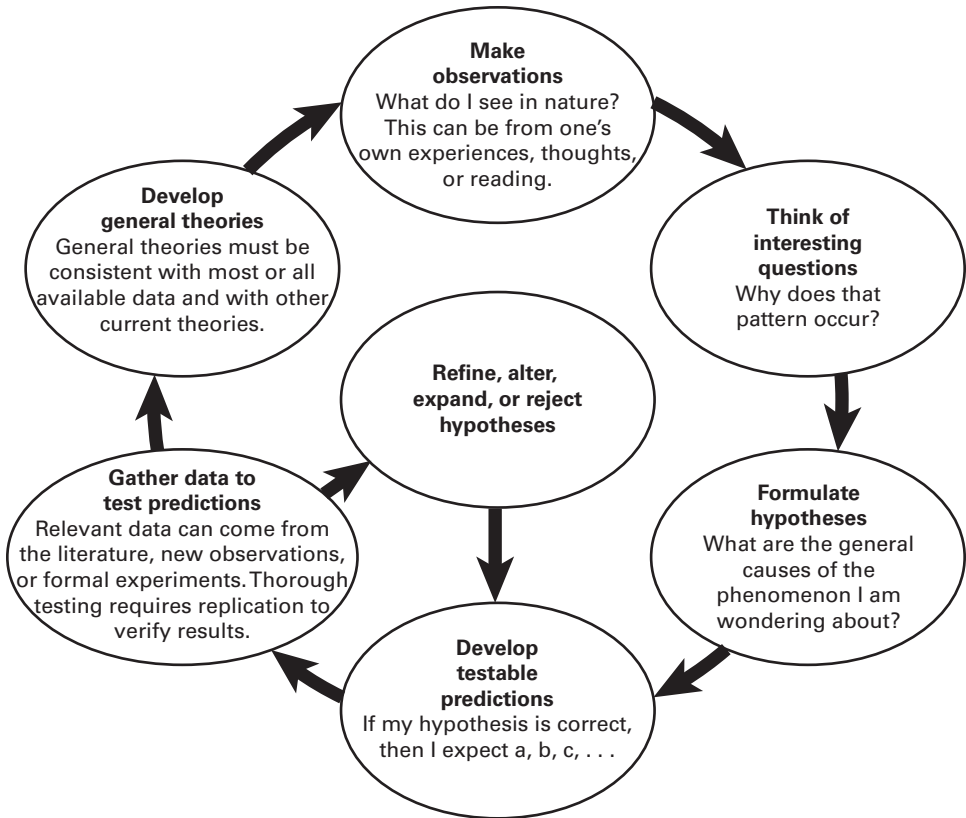 Make
observations
What do I see in nature?
This can be from one’s
own experiences, thoughts,
or reading.
Think of
interesting
questions
Why does that
pattern occur?
Formulate
hypotheses
What are the general
causes of the
phenomenon I am
wondering about?
Develop
testable
predictions
If my hypothesis is correct,
then I expect a, b, c, . . .
Gather data to
test predictions
Relevant data can come from
the literature, new observations,
or formal experiments. Thorough
testing requires replication to
verify results.
Refine, alter,
expand, or reject
hypotheses
Develop
general theories
General theories must be
consistent with most or all
available data and with other
current theories.